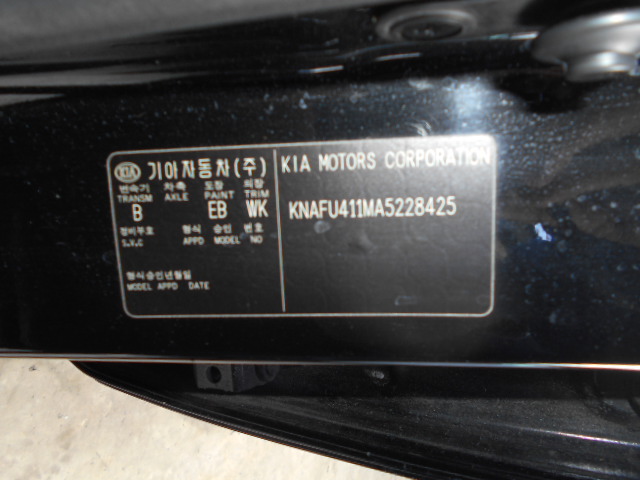 KIA 기아자동차(주) KIA MOTORS CORPORATION
변속기 차축 도장 의장
TRANSM AXLE PAINT TRIM
B EB WK KNAFU411MA5228425
정비부호 형식 승인 번호
S.V.C APPD MODEL NO
형식승인년월일
MODEL APPD DATE